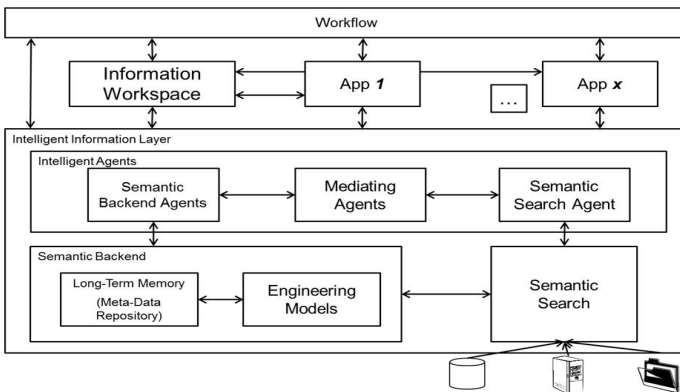 Workflow
Information
Workspace
App 1
...
App x
Intelligent Information Layer
Intelligent Agents
Semantic
Backend Agents
Mediating
Agents
Semantic
Search Agent
Semantic Backend
Long-Term Memory
(Meta-Data
Repository)
Engineering
Models
Semantic
Search